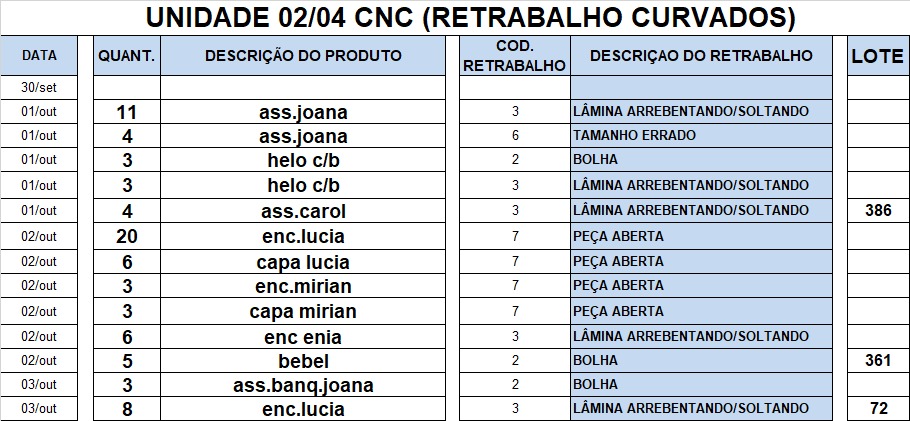 UNIDADE 02/04 CNC (RETRABALHO CURVADOS)
DATA QUANT. DESCRIÇÃO DO PRODUTO COD. RETRABALHO DESCRIÇAO DO RETRABALHO LOTE
30/set
01/out 11 ass.joana 3 LÂMINA ARREBENTANDO/SOLTANDO
01/out 4 ass.joana 6 TAMANHO ERRADO
01/out 3 helo c/b 2 BOLHA
01/out 3 helo c/b 3 LÂMINA ARREBENTANDO/SOLTANDO
01/out 4 ass.carol 3 LÂMINA ARREBENTANDO/SOLTANDO 386
02/out 20 enc.lucia 7 PEÇA ABERTA
02/out 6 capa lucia 7 PEÇA ABERTA
02/out 3 enc.mirian 7 PEÇA ABERTA
02/out 3 capa mirian 7 PEÇA ABERTA
02/out 6 enc enia 3 LÂMINA ARREBENTANDO/SOLTANDO
02/out 5 bebel 2 BOLHA 361
03/out 3 ass.banq.joana 2 BOLHA
03/out 8 enc.lucia 3 LÂMINA ARREBENTANDO/SOLTANDO 72